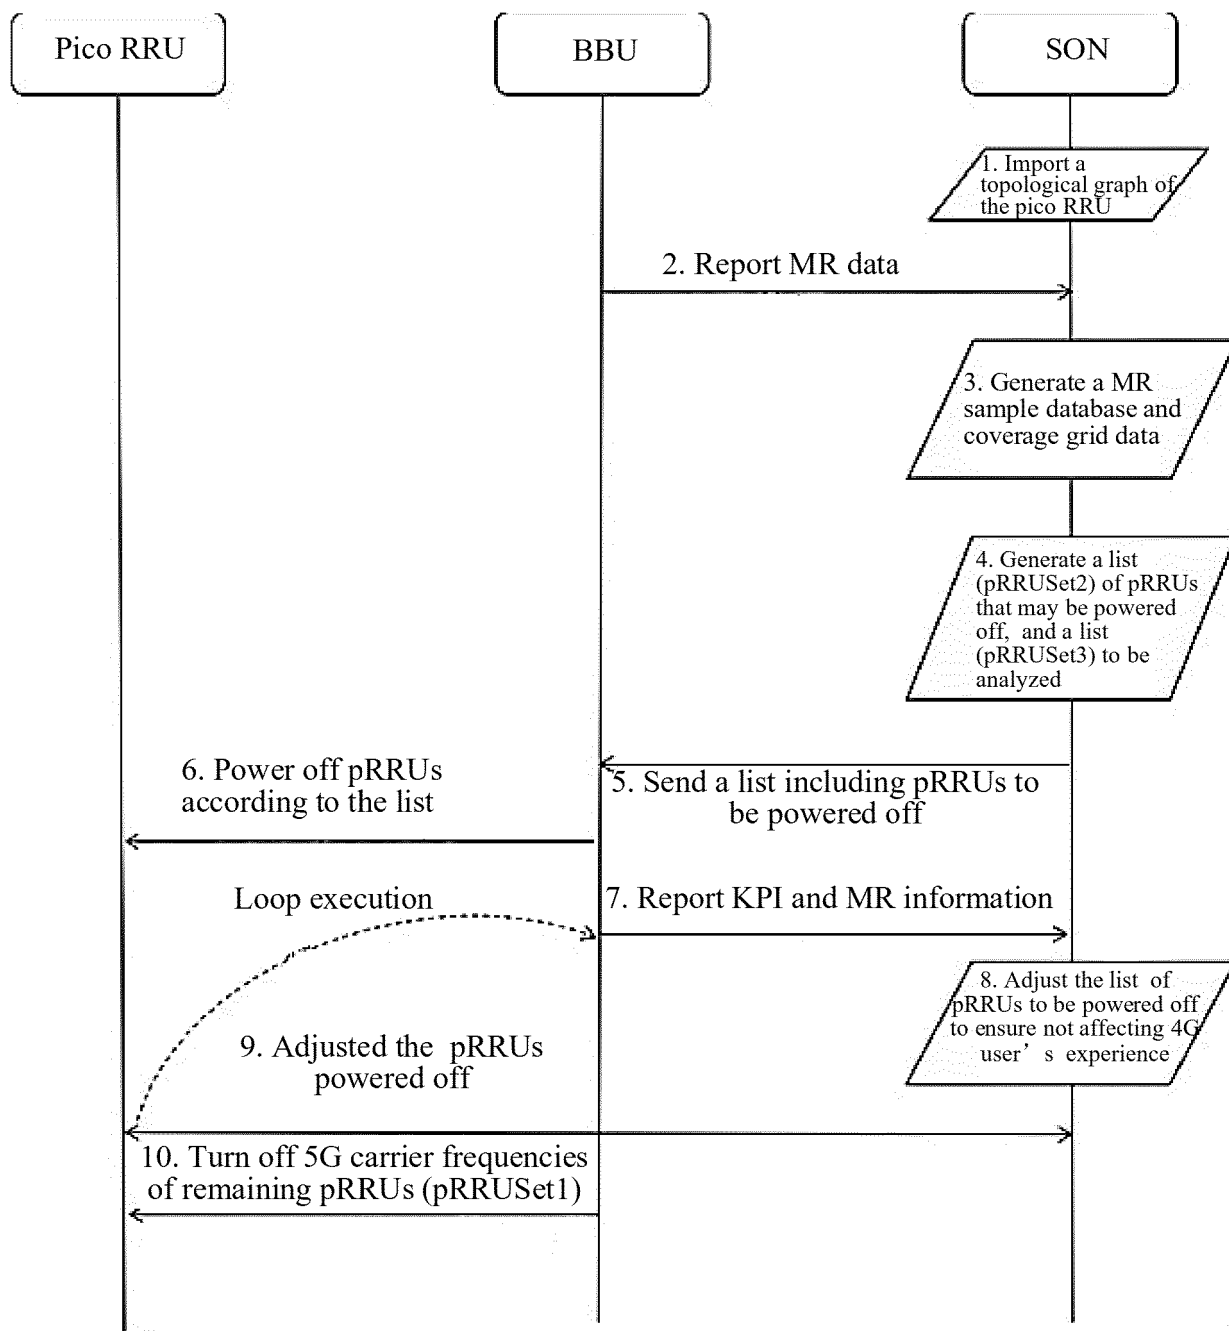 Pico RRU
BBU
SON
1. Import a
topological graph of
the pico RRU
2. Report MR data
3. Generate a MR
sample database and
coverage grid data
4. Generate a list
(pRRUSet2) of pRRUs
that may be powered
off, and a list
(pRRUSet3) to be
analyzed
5. Send a list including pRRUs to
be powered off
6. Power off pRRUs
according to the list
Loop execution
7. Report KPI and MR information
8. Adjust the list of
pRRUs to be powered off
to ensure not affecting 4G
user's experience
9. Adjusted the pRRUs
powered off
10. Turn off 5G carrier frequencies
of remaining pRRUs (pRRUSet1)